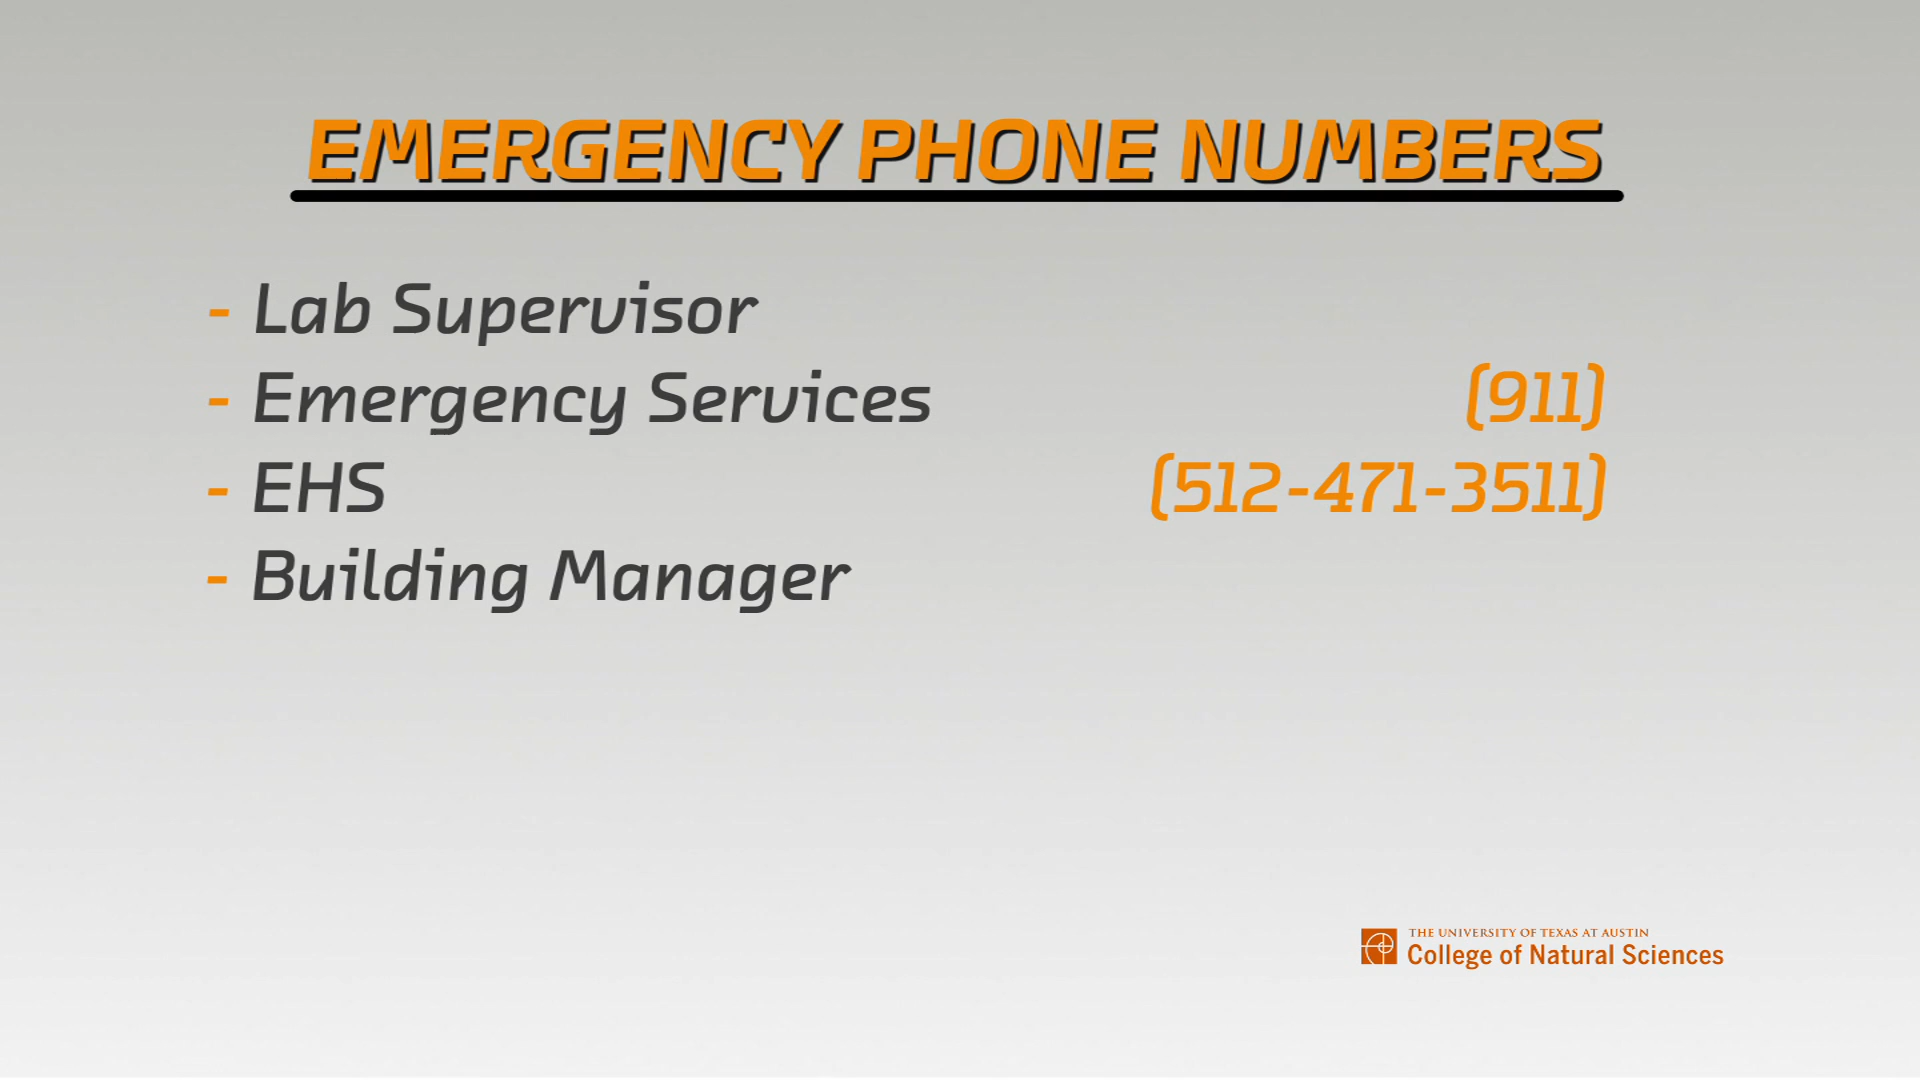 EMERGENCY PHONE NUMBERS
- Lab Supervisor
- Emergency Services (911)
- EHS (512-471-3511)
- Building Manager
THE UNIVERSITY OF TEXAS AT AUSTIN
College of Natural Sciences